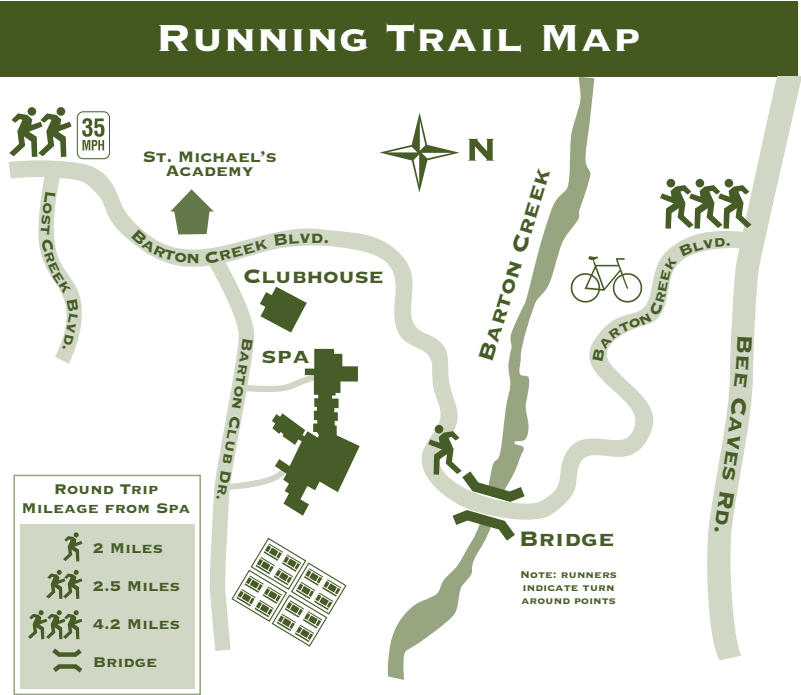 Running Trail Map
35
MPH
St. Michael's
Academy
N
Lost Creek Blvd.
Barton Creek Blvd.
Clubhouse
Barton Creek
Barton Creek Blvd.
Spa
Barton Club Dr.
Bee Caves Rd.
Bridge
Note: runners
indicate turn
around points
Round Trip
Mileage from Spa
2 Miles
2.5 Miles
4.2 Miles
Bridge